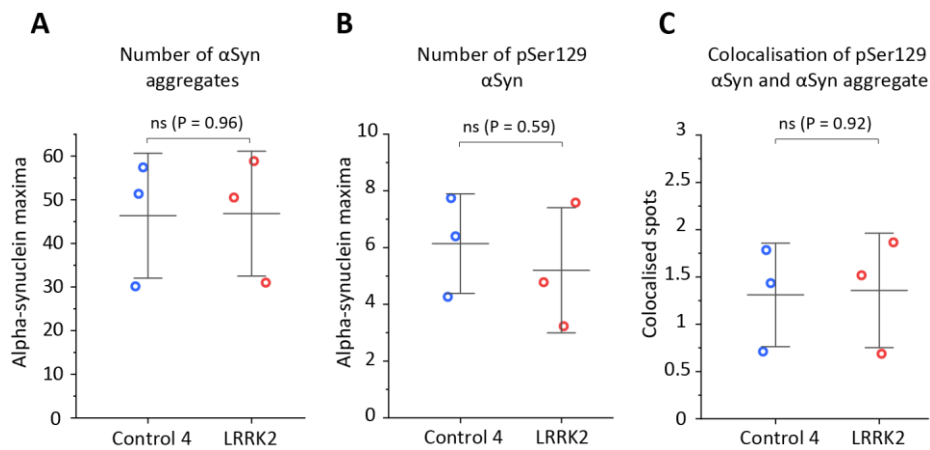 A
Number of αSyn
aggregates
ns (P = 0.96)
Alpha-synuclein maxima
60
50
40
30
20
10
0
Control 4
LRRK2
B
Number of pSer129
αSyn
ns (P = 0.59)
Alpha-synuclein maxima
10
8
6
4
2
0
Control 4
LRRK2
C
Colocalisation of pSer129
αSyn and αSyn aggregate
ns (P = 0.92)
Colocalised spots
3
2.5
2
1.5
1
0.5
0
Control 4
LRRK2